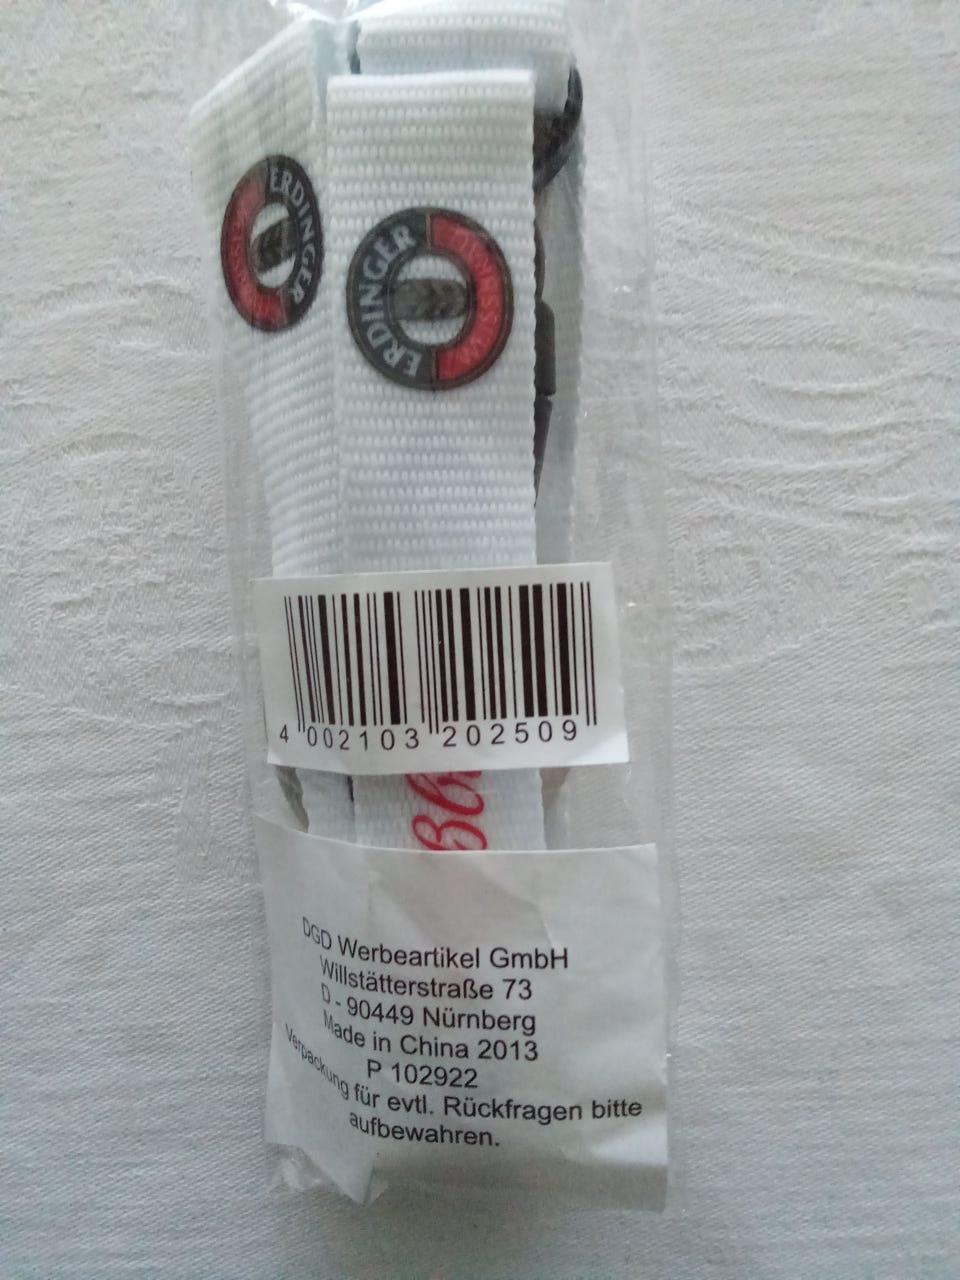 ERDINGER
ERDINGER
4 002103 202509
DGD Werbeartikel GmbH
Willstätterstraße 73
D - 90449 Nürnberg
Made in China 2013
P 102922
Verpackung für evtl. Rückfragen bitte
aufbewahren.